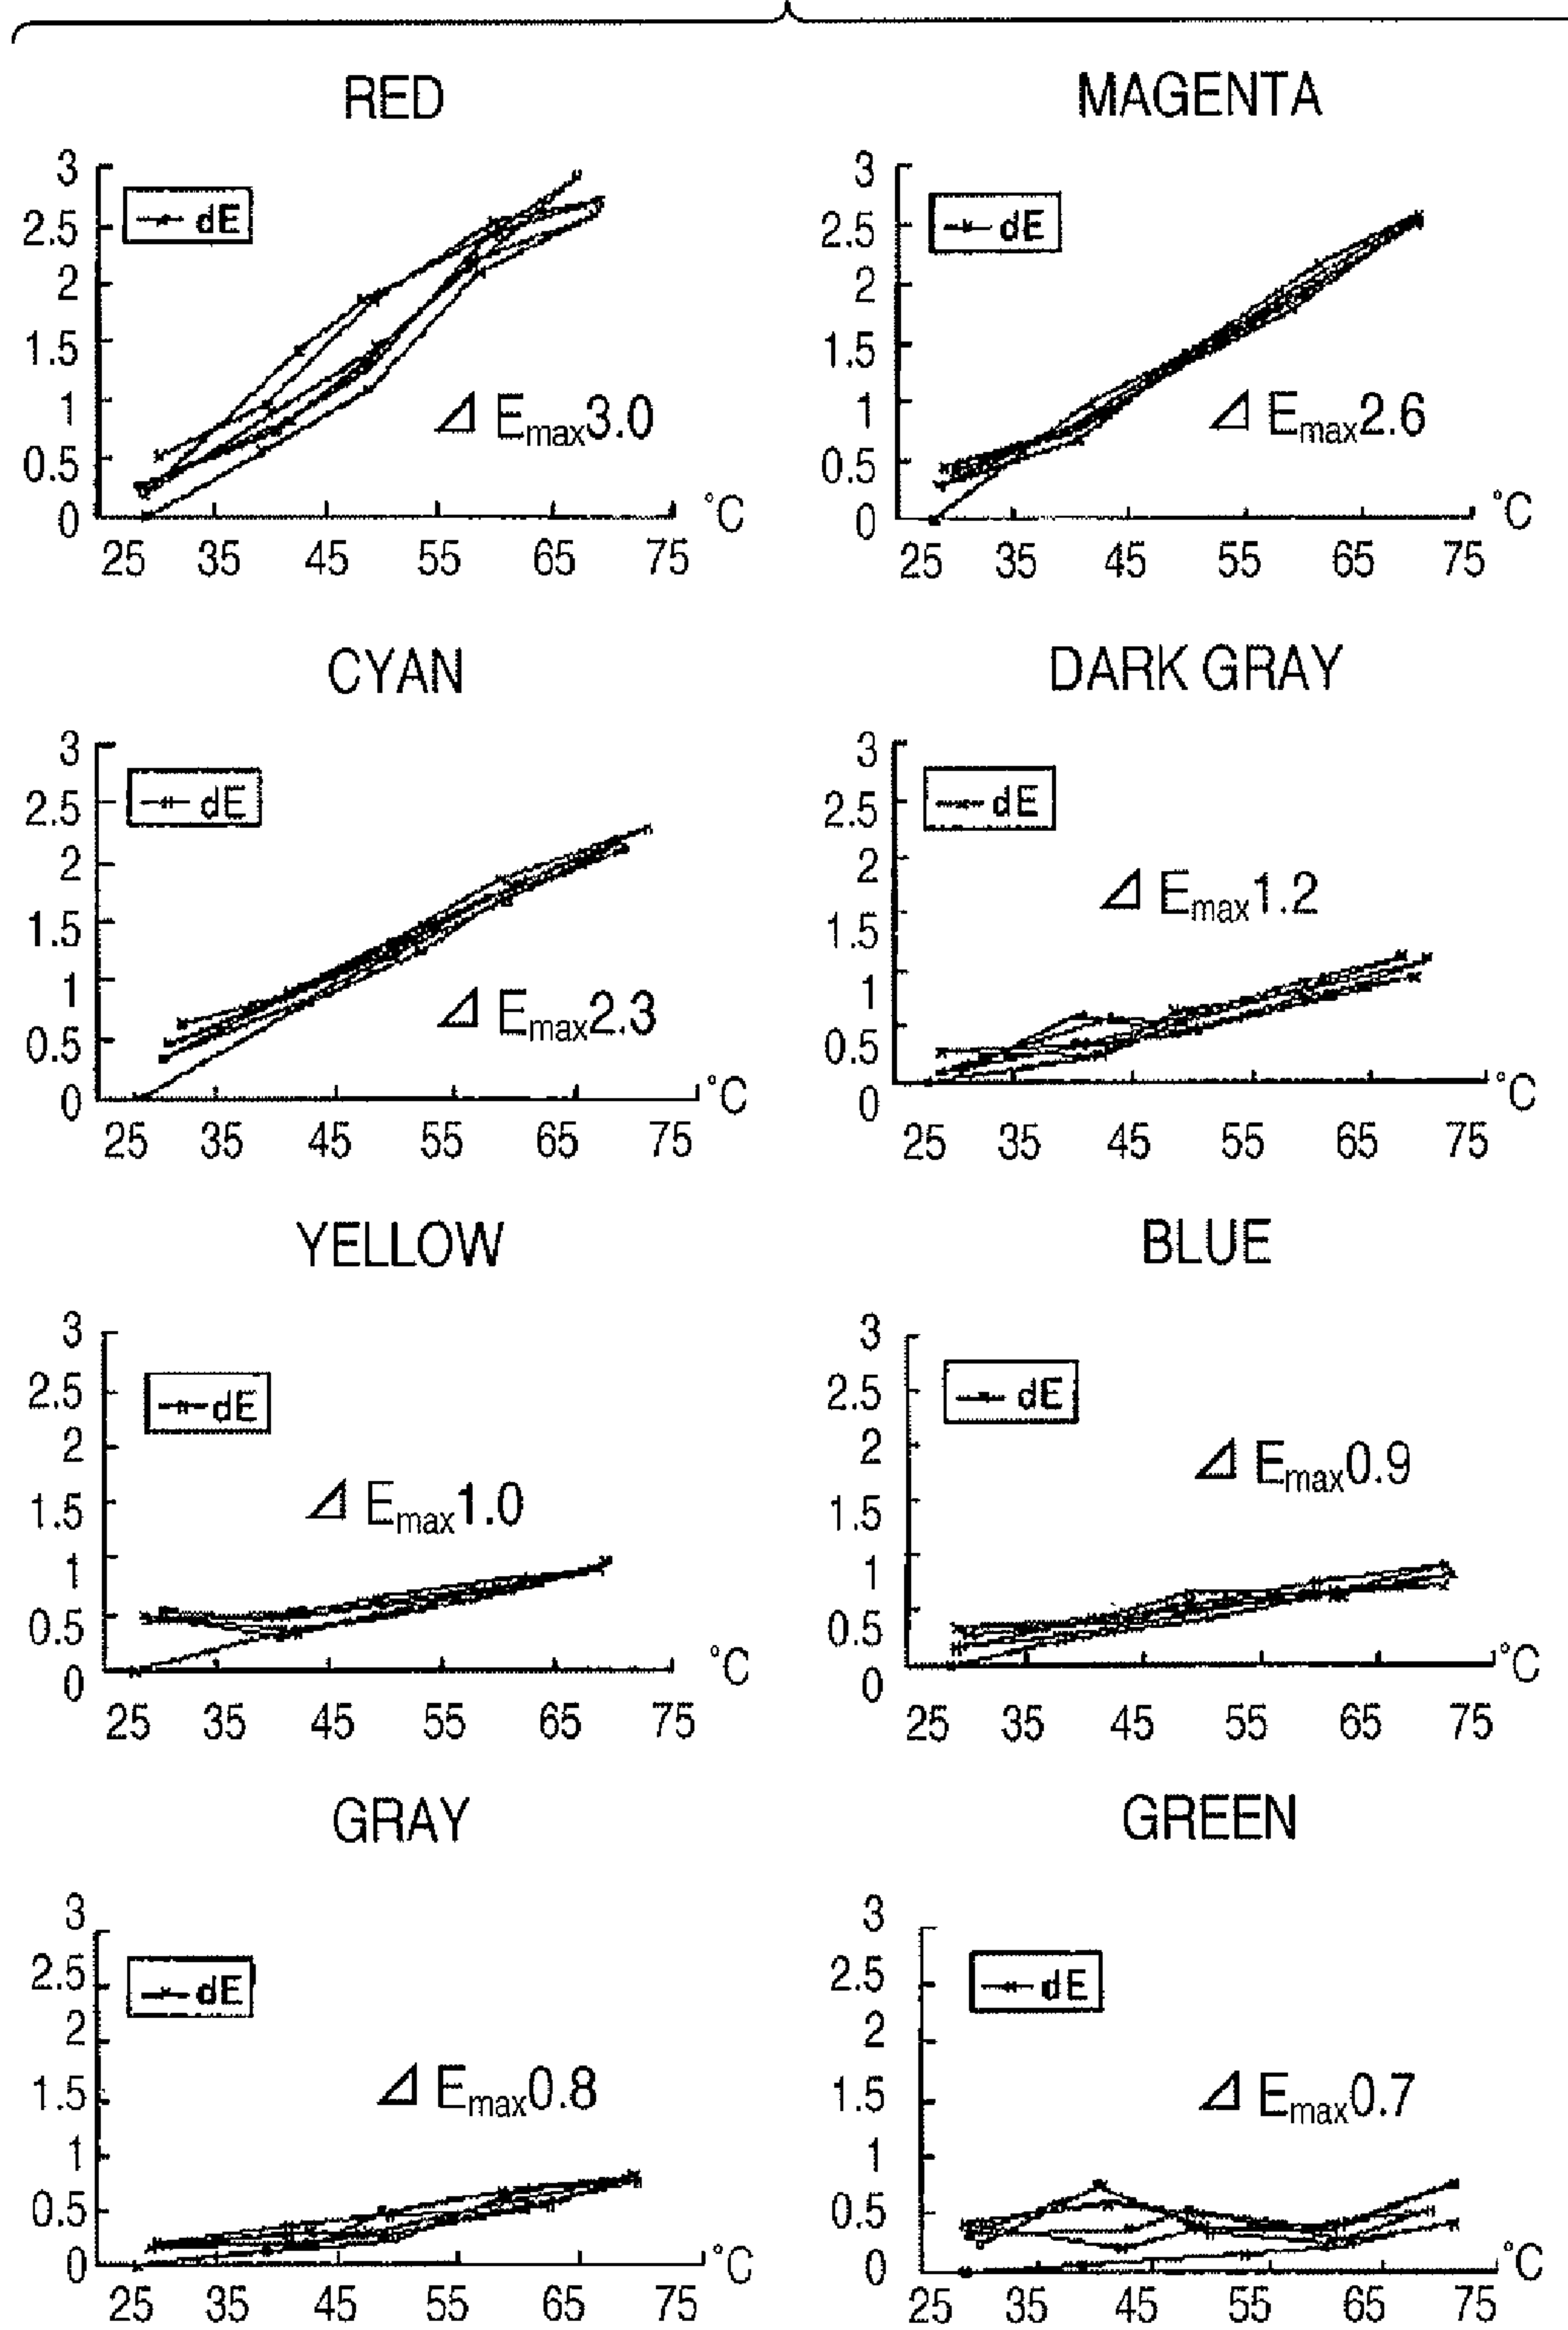 RED
3
2.5
2
1.5
1
0.5
0
dE
⊿ Emax3.0
°C
25 35 45 55 65 75
MAGENTA
3
2.5
2
1.5
1
0.5
0
dE
⊿ Emax2.6
°C
25 35 45 55 65 75
CYAN
3
2.5
2
1.5
1
0.5
0
dE
⊿ Emax2.3
°C
25 35 45 55 65 75
DARK GRAY
3
2.5
2
1.5
1
0.5
0
dE
⊿ Emax1.2
°C
25 35 45 55 65 75
YELLOW
3
2.5
2
1.5
1
0.5
0
dE
⊿ Emax1.0
°C
25 35 45 55 65 75
BLUE
3
2.5
2
1.5
1
0.5
0
dE
⊿ Emax0.9
°C
25 35 45 55 65 75
GRAY
3
2.5
2
1.5
1
0.5
0
dE
⊿ Emax0.8
°C
25 35 45 55 65 75
GREEN
3
2.5
2
1.5
1
0.5
0
dE
⊿ Emax0.7
°C
25 35 45 55 65 75